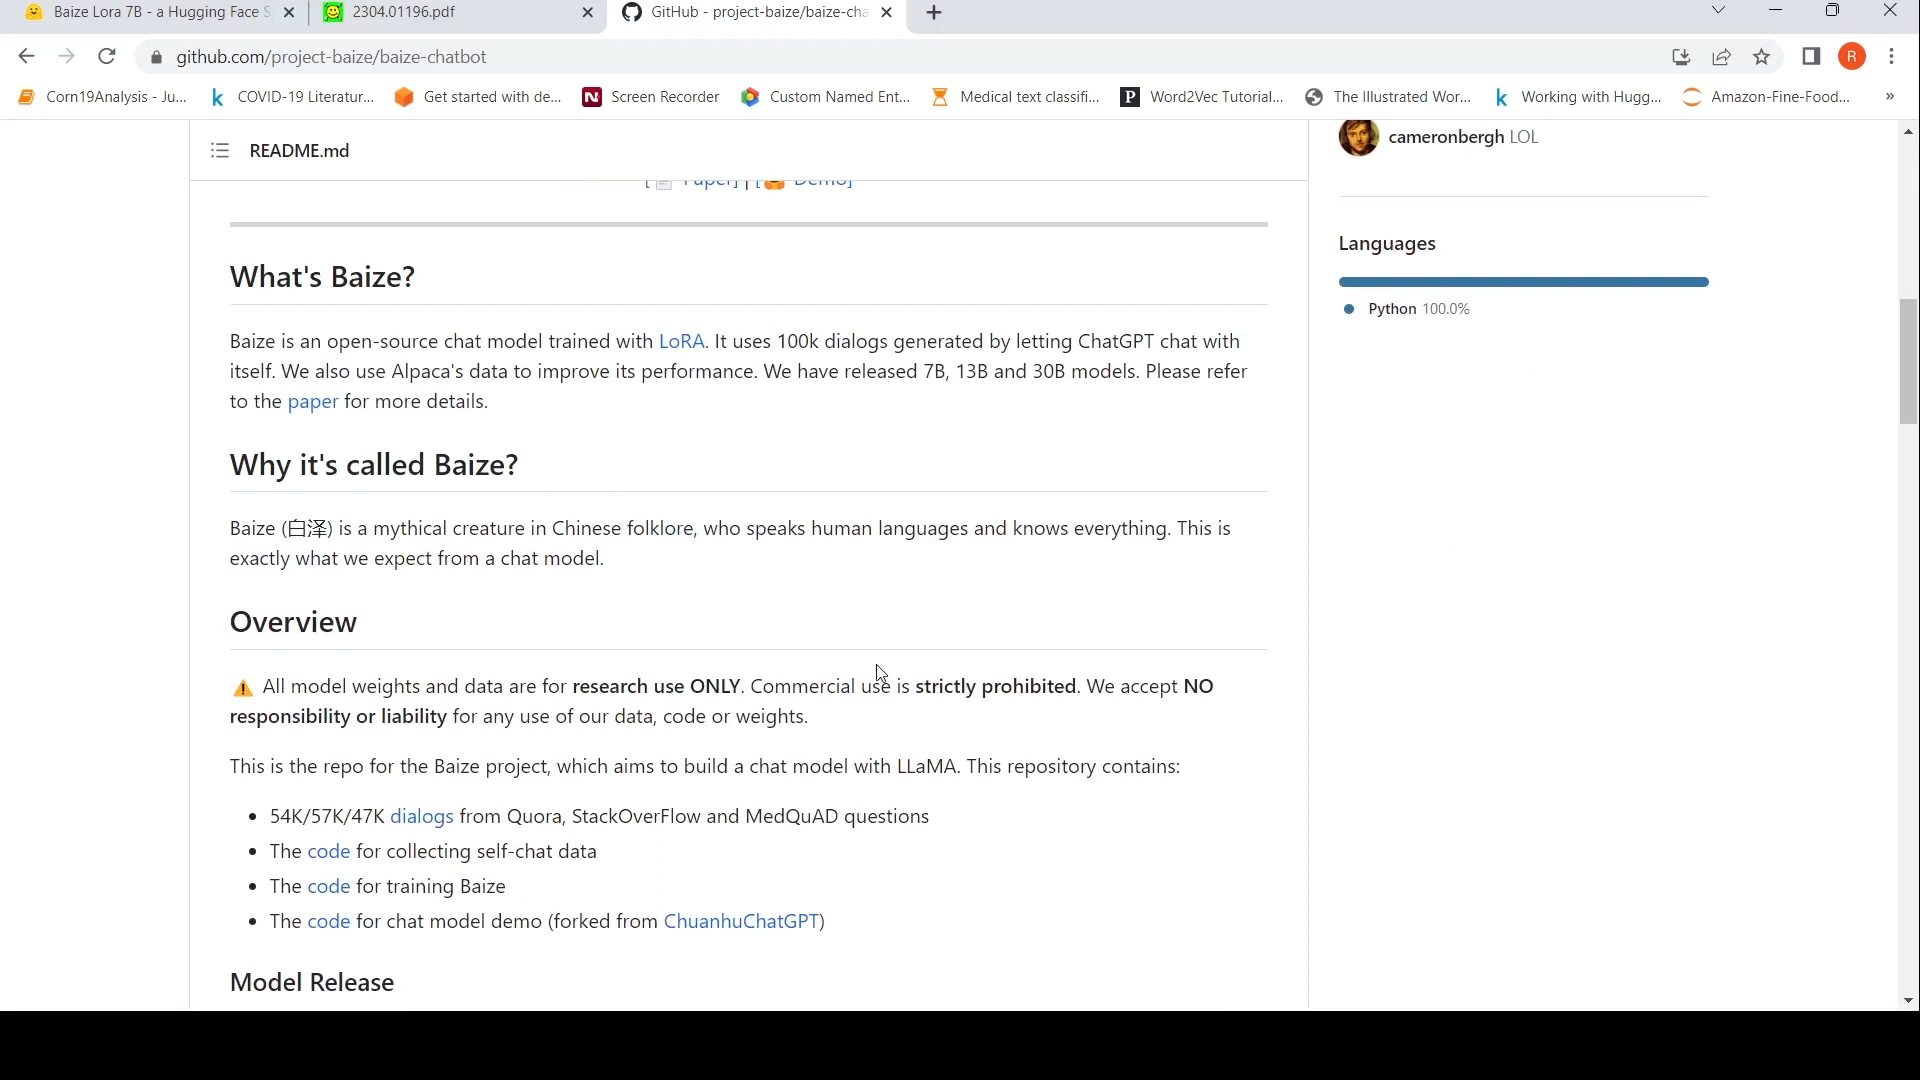 Baize Lora 7B - a Hugging Face S
2304.01196.pdf
GitHub - project-baize/baize-cha
github.com/project-baize/baize-chatbot
R
Corn19Analysis - Ju...
COVID-19 Literatur...
Get started with de...
Screen Recorder
Custom Named Ent...
Medical text classifi...
Word2Vec Tutorial...
The Illustrated Wor...
Working with Hugg...
Amazon-Fine-Food...
»
README.md
[📄 Paper] | [🤗 Demo]
What's Baize?
Baize is an open-source chat model trained with LoRA. It uses 100k dialogs generated by letting ChatGPT chat with
itself. We also use Alpaca's data to improve its performance. We have released 7B, 13B and 30B models. Please refer
to the paper for more details.
Why it's called Baize?
Baize (白泽) is a mythical creature in Chinese folklore, who speaks human languages and knows everything. This is
exactly what we expect from a chat model.
Overview
⚠️ All model weights and data are for research use ONLY. Commercial use is strictly prohibited. We accept NO
responsibility or liability for any use of our data, code or weights.
This is the repo for the Baize project, which aims to build a chat model with LLaMA. This repository contains:
• 54K/57K/47K dialogs from Quora, StackOverFlow and MedQuAD questions
• The code for collecting self-chat data
• The code for training Baize
• The code for chat model demo (forked from ChuanhuChatGPT)
Model Release
cameronbergh LOL
Languages
Python 100.0%